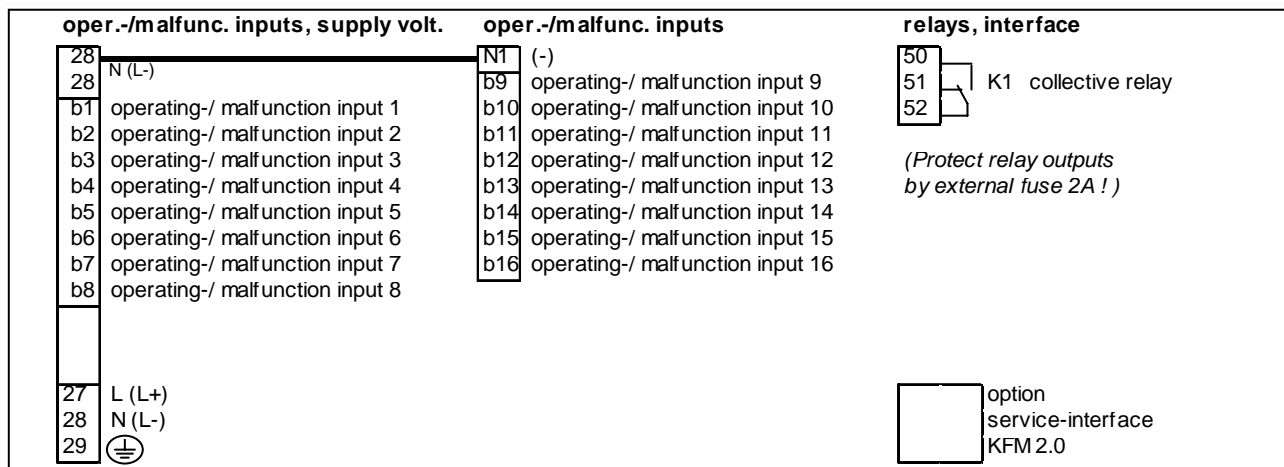 oper.-/malfunc. inputs, supply volt.
28
N (L-)
28
b1 operating-/ malfunction input 1
b2 operating-/ malfunction input 2
b3 operating-/ malfunction input 3
b4 operating-/ malfunction input 4
b5 operating-/ malfunction input 5
b6 operating-/ malfunction input 6
b7 operating-/ malfunction input 7
b8 operating-/ malfunction input 8
27 L (L+)
28 N (L-)
29
oper.-/malfunc. inputs
N1 (-)
b9 operating-/ malfunction input 9
b10 operating-/ malfunction input 10
b11 operating-/ malfunction input 11
b12 operating-/ malfunction input 12
b13 operating-/ malfunction input 13
b14 operating-/ malfunction input 14
b15 operating-/ malfunction input 15
b16 operating-/ malfunction input 16
relays, interface
50
51 K1 collective relay
52
(Protect relay outputs
by external fuse 2A ! )
option
service-interface
KFM 2.0